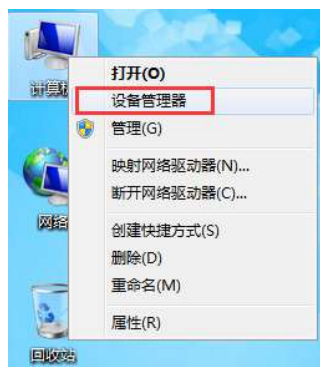 计算机
打开(O)
设备管理器
管理(G)
映射网络驱动器(N)...
断开网络驱动器(C)...
网络
创建快捷方式(S)
删除(D)
重命名(M)
属性(R)
回收站